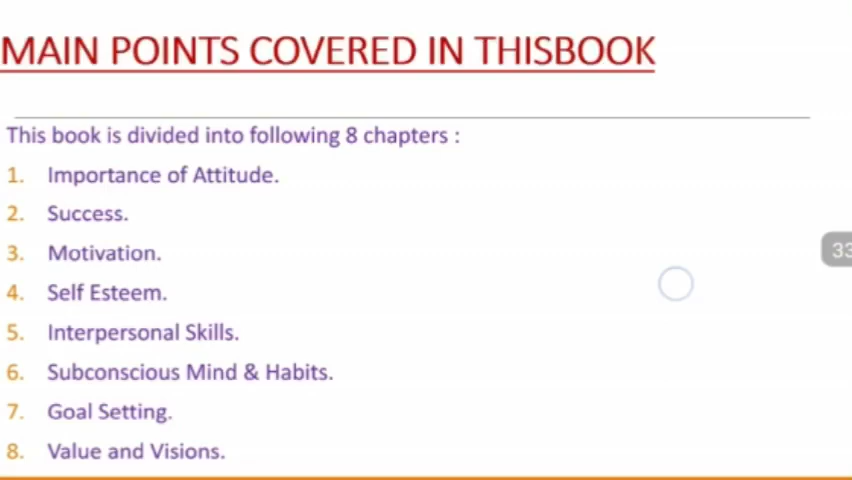 MAIN POINTS COVERED IN THISBOOK
This book is divided into following 8 chapters :
1. Importance of Attitude.
2. Success.
3. Motivation.
4. Self Esteem.
5. Interpersonal Skills.
6. Subconscious Mind & Habits.
7. Goal Setting.
8. Value and Visions.